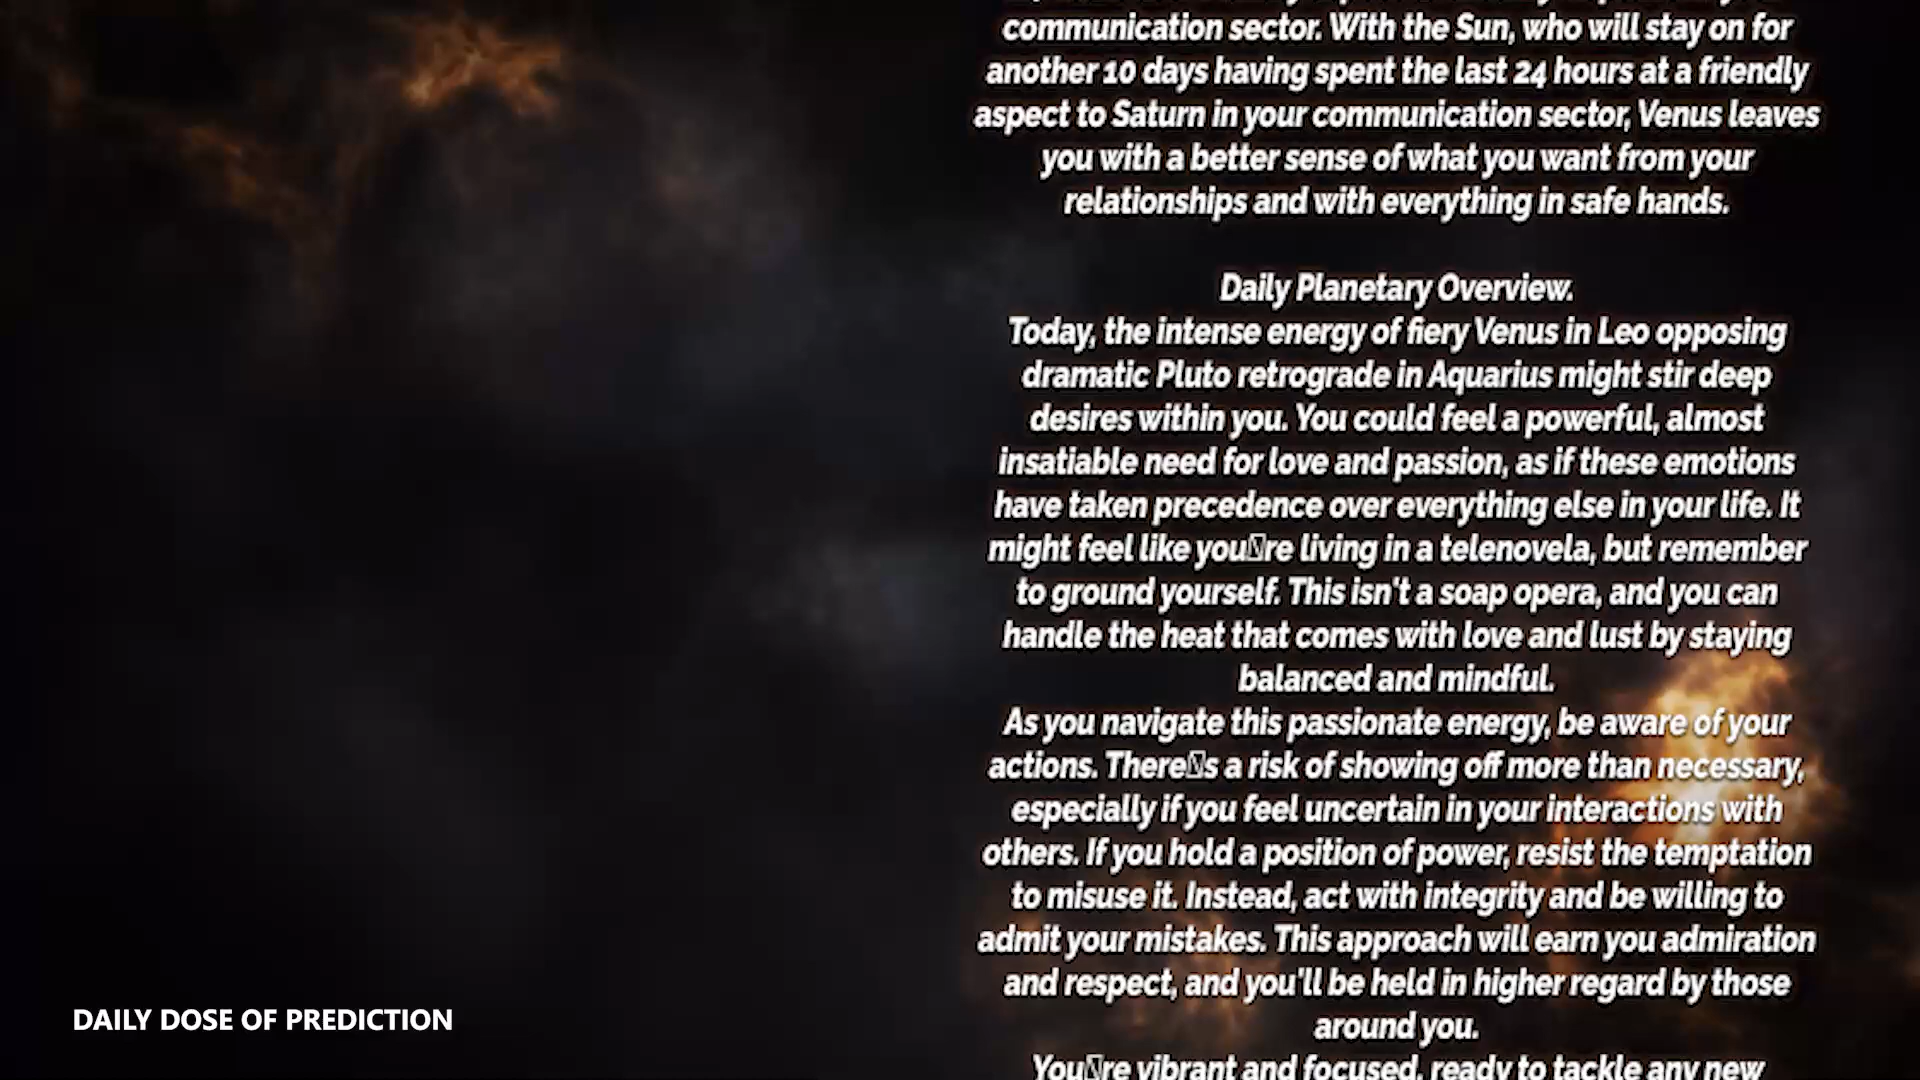 communication sector. With the Sun, who will stay on for
another 10 days having spent the last 24 hours at a friendly
aspect to Saturn in your communication sector, Venus leaves
you with a better sense of what you want from your
relationships and with everything in safe hands.
Daily Planetary Overview.
Today, the intense energy of fiery Venus in Leo opposing
dramatic Pluto retrograde in Aquarius might stir deep
desires within you. You could feel a powerful, almost
insatiable need for love and passion, as if these emotions
have taken precedence over everything else in your life. It
might feel like you▯re living in a telenovela, but remember
to ground yourself. This isn't a soap opera, and you can
handle the heat that comes with love and lust by staying
balanced and mindful.
As you navigate this passionate energy, be aware of your
actions. There▯s a risk of showing off more than necessary,
especially if you feel uncertain in your interactions with
others. If you hold a position of power, resist the temptation
to misuse it. Instead, act with integrity and be willing to
admit your mistakes. This approach will earn you admiration
and respect, and you'll be held in higher regard by those
around you.
You▯re vibrant and focused, ready to tackle any new
DAILY DOSE OF PREDICTION